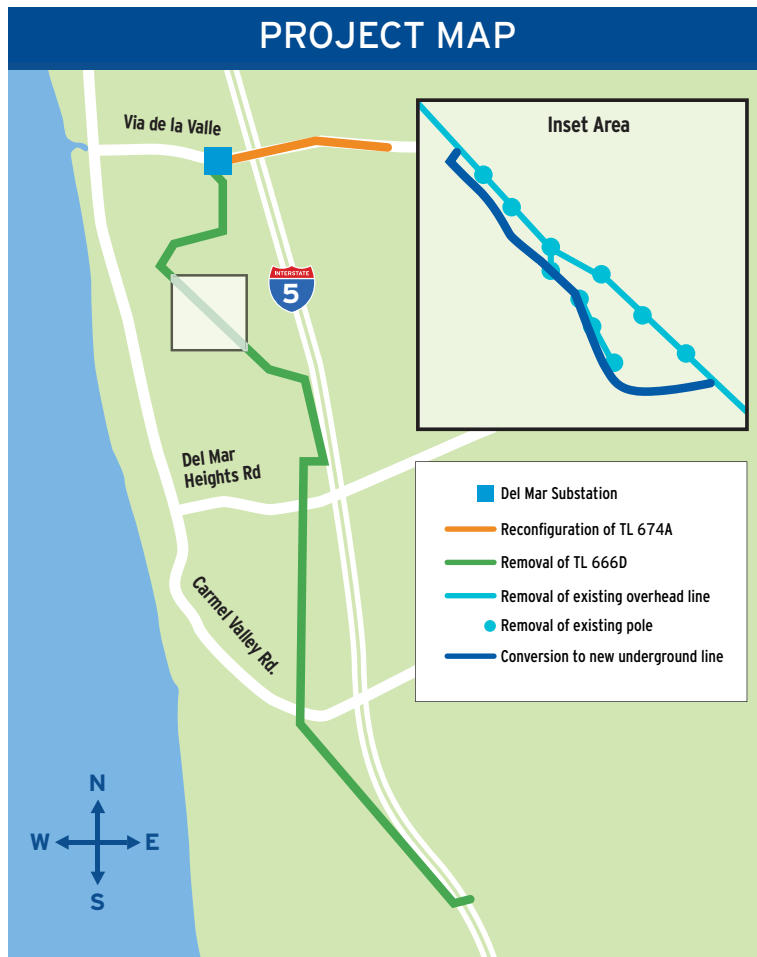 PROJECT MAP
Via de la Valle
Inset Area
INTERSTATE
5
Del Mar
Heights Rd
Carmel Valley Rd.
Del Mar Substation
Reconfiguration of TL 674A
Removal of TL 666D
Removal of existing overhead line
Removal of existing pole
Conversion to new underground line
N
W
E
S